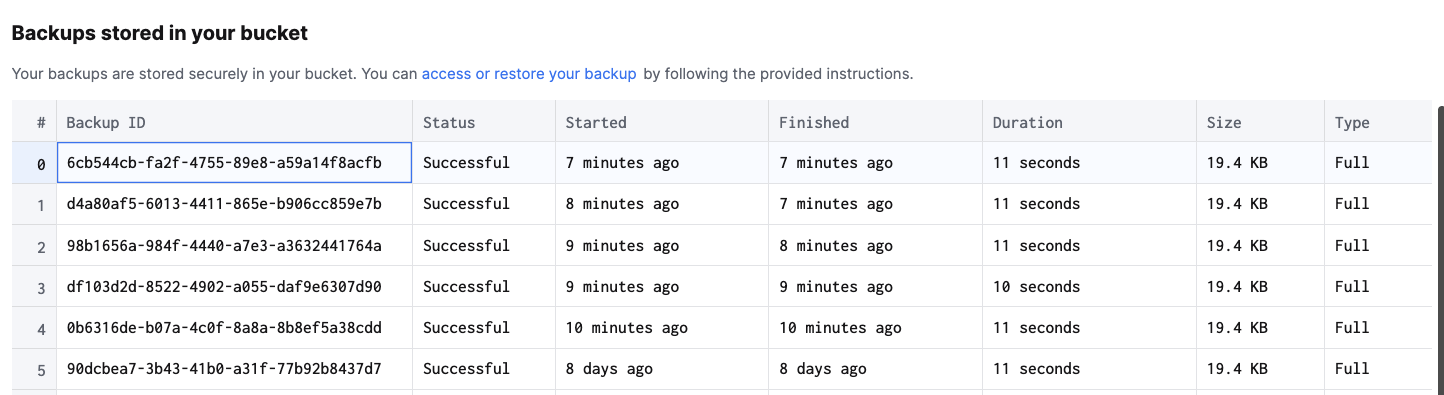 Backups stored in your bucket
Your backups are stored securely in your bucket. You can access or restore your backup by following the provided instructions.
# Backup ID Status Started Finished Duration Size Type
0 6cb544cb-fa2f-4755-89e8-a59a14f8acfb Successful 7 minutes ago 7 minutes ago 11 seconds 19.4 KB Full
1 d4a80af5-6013-4411-865e-b906cc859e7b Successful 8 minutes ago 7 minutes ago 11 seconds 19.4 KB Full
2 98b1656a-984f-4440-a7e3-a3632441764a Successful 9 minutes ago 8 minutes ago 11 seconds 19.4 KB Full
3 df103d2d-8522-4902-a055-daf9e6307d90 Successful 9 minutes ago 9 minutes ago 10 seconds 19.4 KB Full
4 0b6316de-b07a-4c0f-8a8a-8b8ef5a38cdd Successful 10 minutes ago 10 minutes ago 11 seconds 19.4 KB Full
5 90dcbea7-3b43-41b0-a31f-77b92b8437d7 Successful 8 days ago 8 days ago 11 seconds 19.4 KB Full